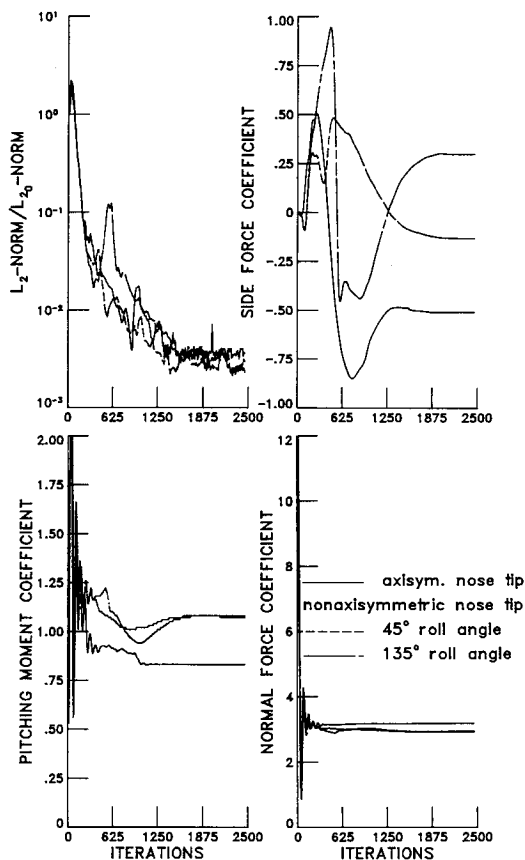 10¹
10⁰
10⁻¹
10⁻²
10⁻³
L₂-NORM/L₂₀-NORM
0 625 1250 1875 2500
1.00
.75
.50
.25
0
-.25
-.50
-.75
-1.00
SIDE FORCE COEFFICIENT
0 625 1250 1875 2500
2.00
1.75
1.50
1.25
1.00
.75
.50
.25
0
PITCHING MOMENT COEFFICIENT
0 625 1250 1875 2500
ITERATIONS
12
10
8
6
4
2
0
NORMAL FORCE COEFFICIENT
axisym. nose tip
nonaxisymmetric nose tip
45° roll angle
135° roll angle
0 625 1250 1875 2500
ITERATIONS